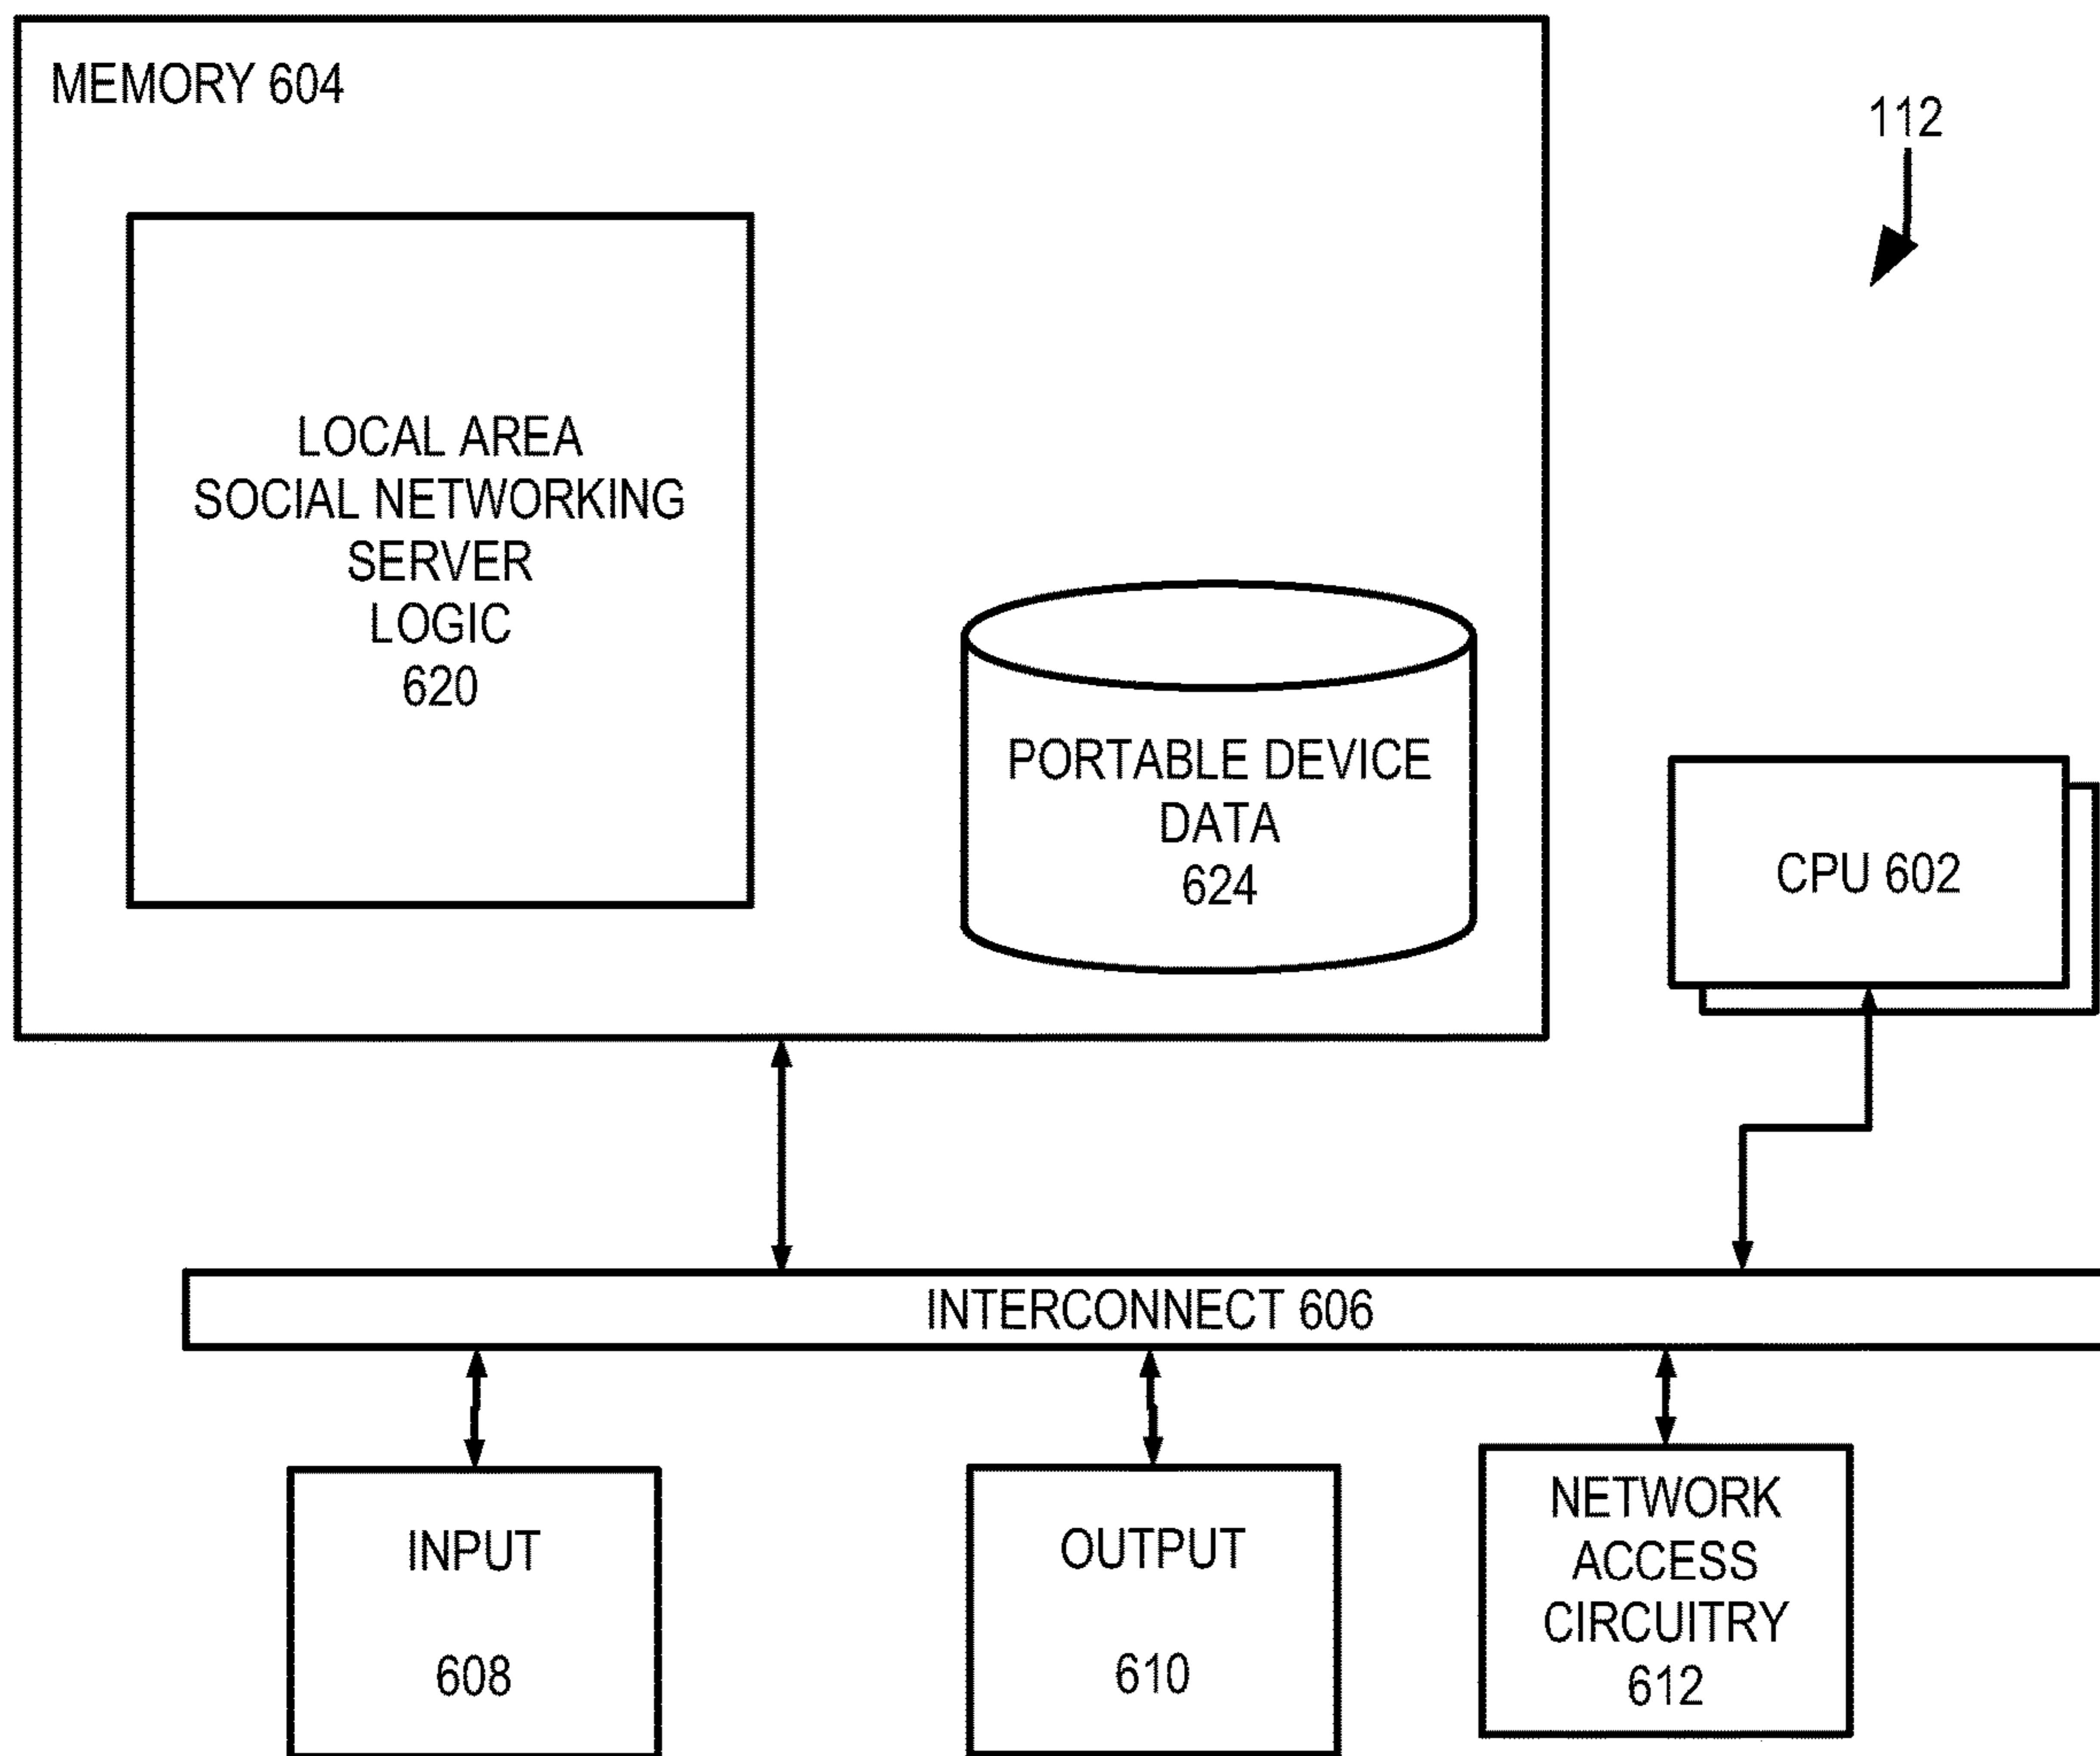 MEMORY 604
112
LOCAL AREA
SOCIAL NETWORKING
SERVER
LOGIC
620
PORTABLE DEVICE
DATA
624
CPU 602
INTERCONNECT 606
INPUT
608
OUTPUT
610
NETWORK
ACCESS
CIRCUITRY
612